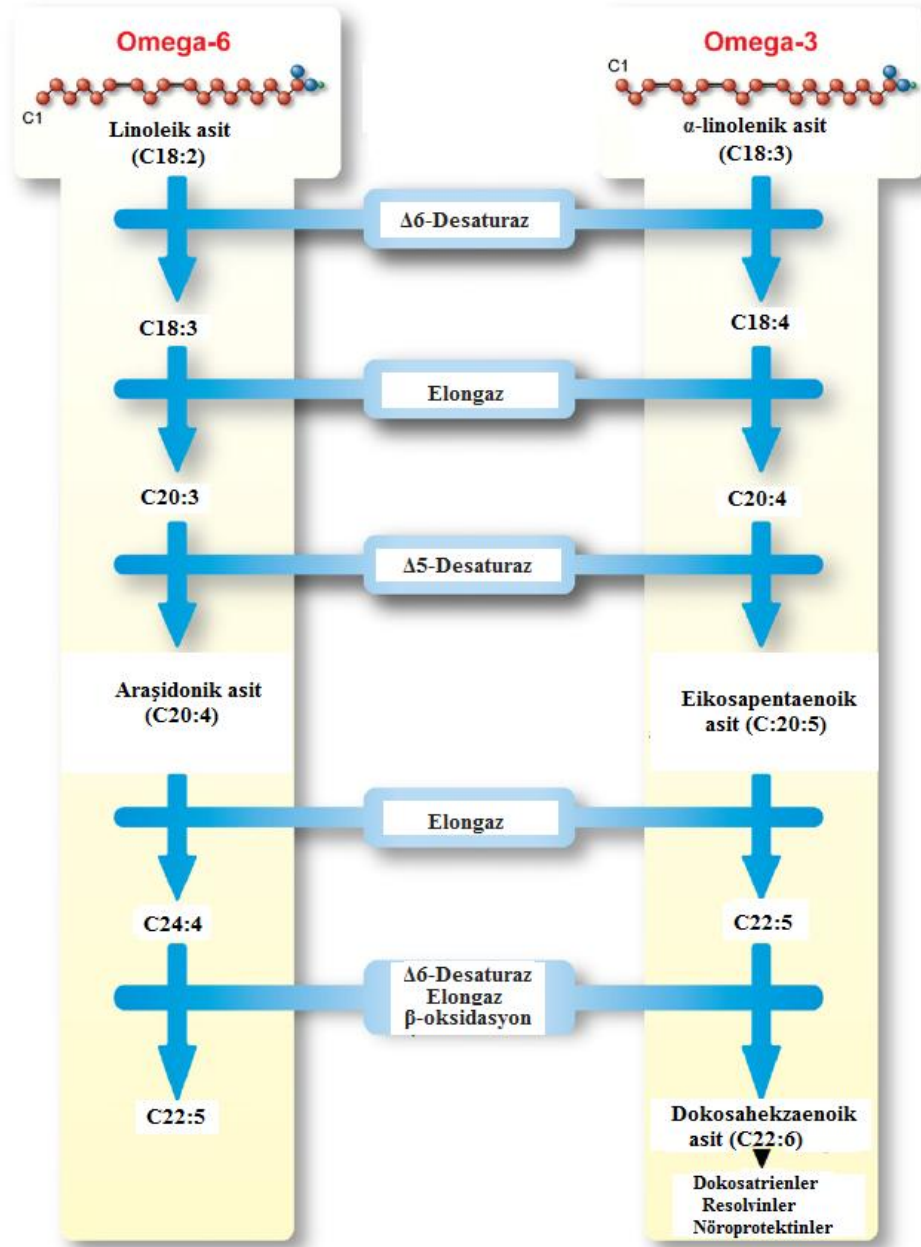 Omega-6
C1
Linoleik asit
(C18:2)
Omega-3
C1
α-linolenik asit
(C18:3)
Δ6-Desaturaz
C18:3
C18:4
Elongaz
C20:3
C20:4
Δ5-Desaturaz
Araşidonik asit
(C20:4)
Eikosapentaenoik
asit (C:20:5)
Elongaz
C24:4
C22:5
Δ6-Desaturaz
Elongaz
β-oksidasyon
C22:5
Dokosahekzaenoik
asit (C22:6)
Dokosatrienler
Resolvinler
Nöroprotektinler